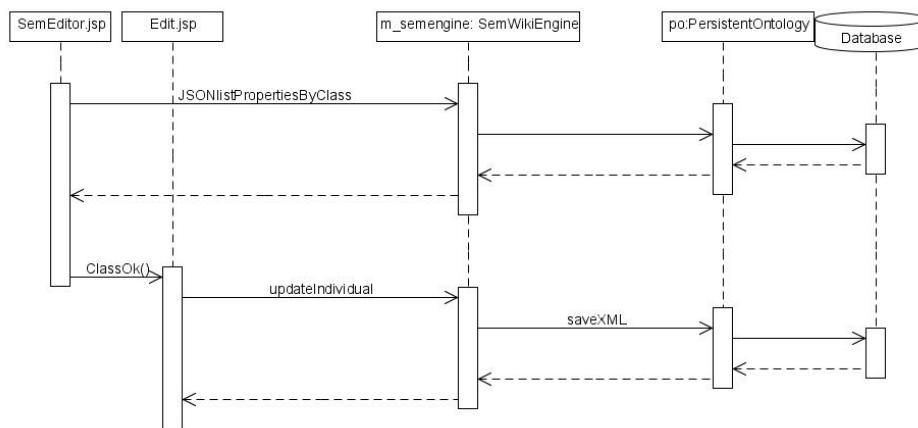 SemEditor.jsp
Edit.jsp
m_semengine: SemWikiEngine
po:PersistentOntology
Database
JSONlistPropertiesByClass
ClassOk()
updateIndividual
saveXML